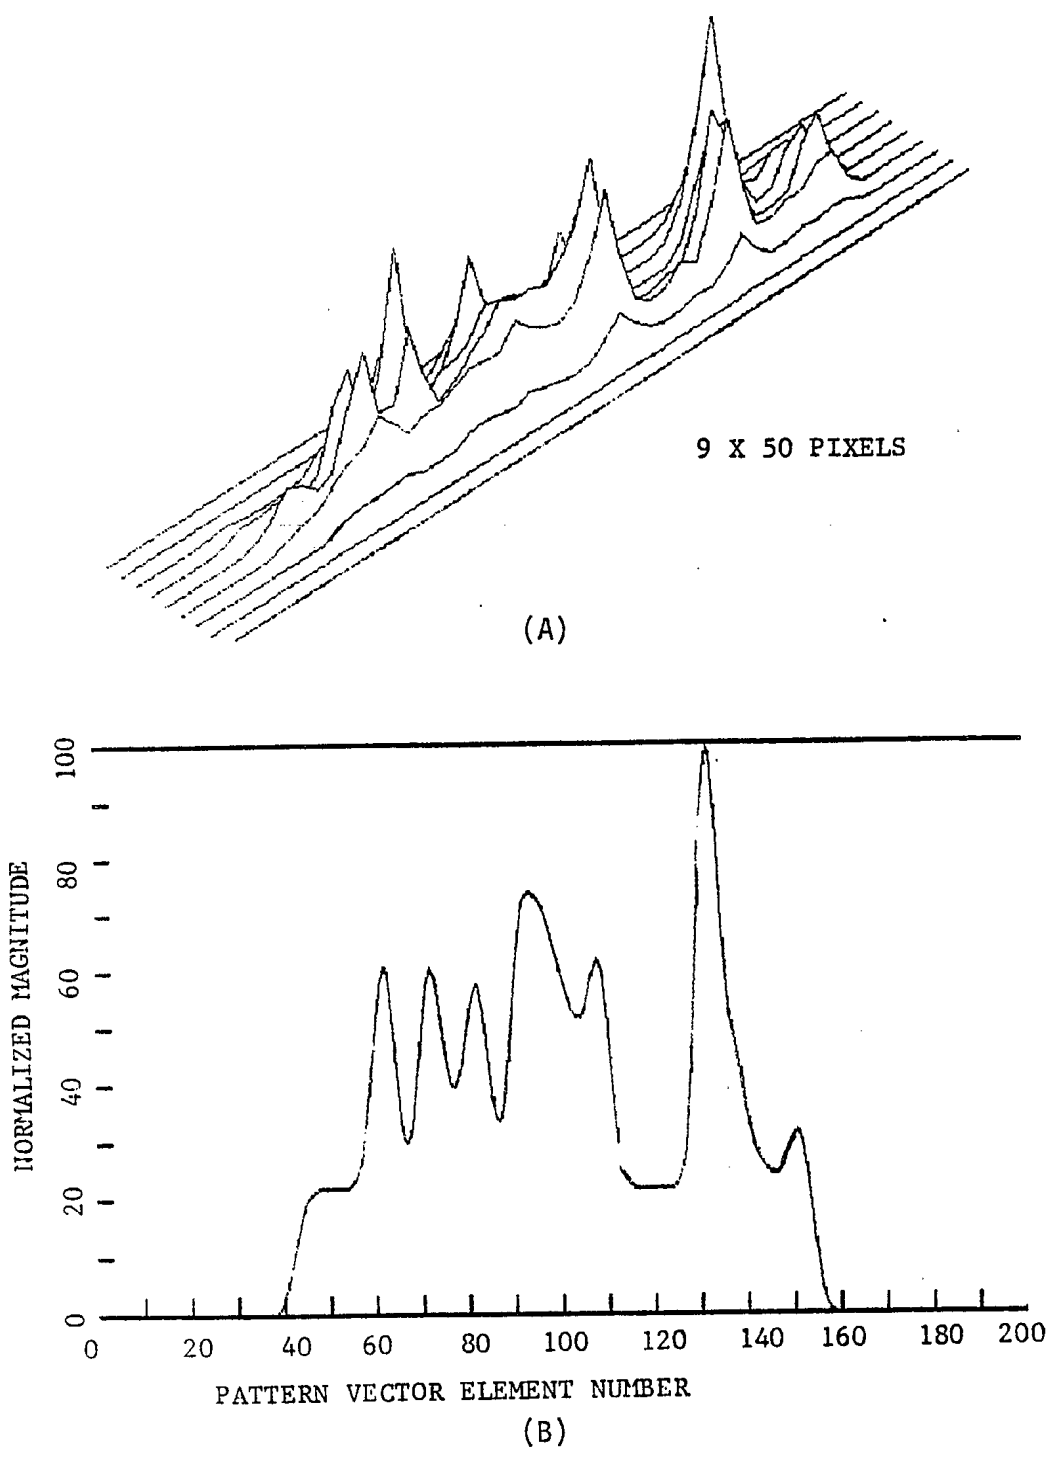 9 X 50 PIXELS
(A)
NORMALIZED MAGNITUDE
100
80
60
40
20
0
0 20 40 60 80 100 120 140 160 180 200
PATTERN VECTOR ELEMENT NUMBER
(B)